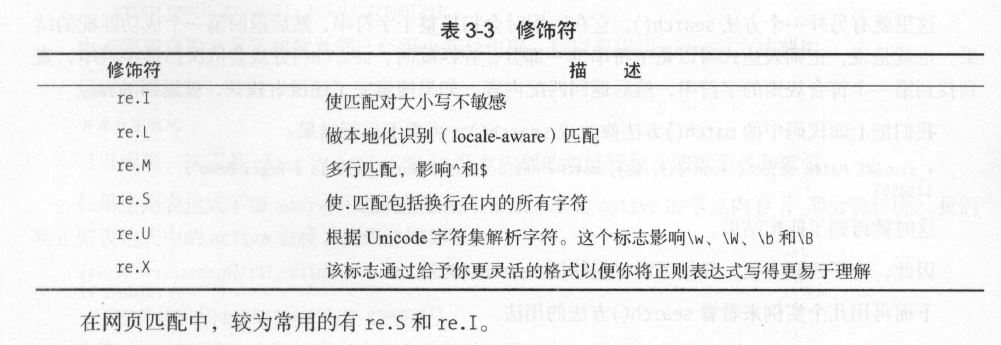 表 3-3 修饰符
修饰符 描 述
re.I 使匹配对大小写不敏感
re.L 做本地化识别（locale-aware）匹配
re.M 多行匹配，影响^和$
re.S 使.匹配包括换行在内的所有字符
re.U 根据 Unicode 字符集解析字符。这个标志影响\w、\W、\b 和\B
re.X 该标志通过给予你更灵活的格式以便你将正则表达式写得更易于理解
在网页匹配中，较为常用的有 re.S 和 re.I。